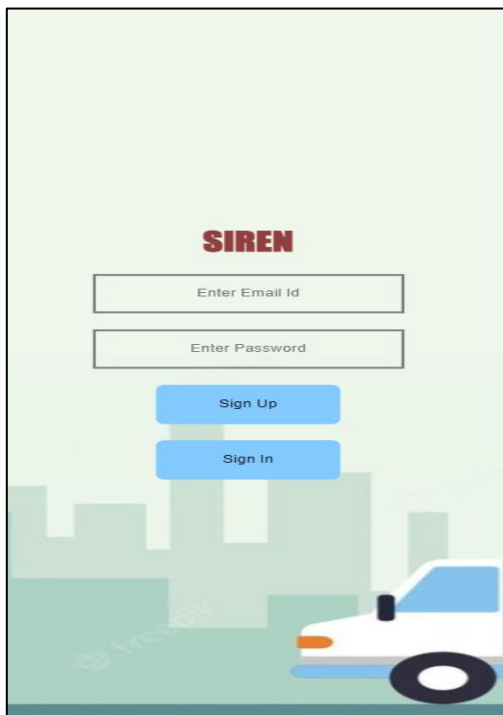 SIREN
Enter Email Id
Enter Password
Sign Up
Sign In
freepik